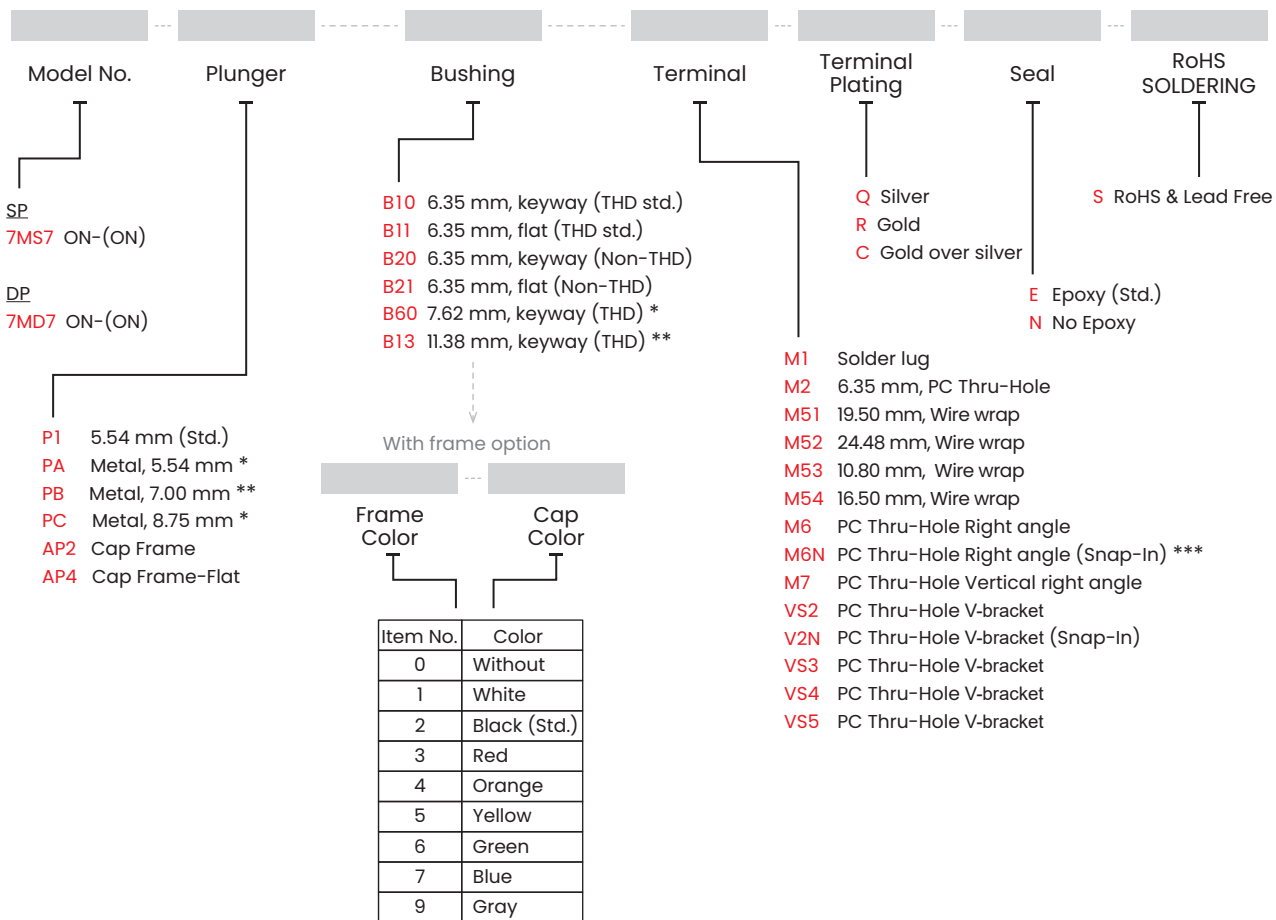 Model No.
Plunger
Bushing
Terminal
Terminal
Plating
Seal
RoHS
SOLDERING
SP
7MS7 ON-(ON)
DP
7MD7 ON-(ON)
P1 5.54 mm (Std.)
PA Metal, 5.54 mm *
PB Metal, 7.00 mm **
PC Metal, 8.75 mm *
AP2 Cap Frame
AP4 Cap Frame-Flat
B10 6.35 mm, keyway (THD std.)
B11 6.35 mm, flat (THD std.)
B20 6.35 mm, keyway (Non-THD)
B21 6.35 mm, flat (Non-THD)
B60 7.62 mm, keyway (THD) *
B13 11.38 mm, keyway (THD) **
With frame option
Frame
Color
Cap
Color
Item No. Color
0 Without
1 White
2 Black (Std.)
3 Red
4 Orange
5 Yellow
6 Green
7 Blue
9 Gray
M1 Solder lug
M2 6.35 mm, PC Thru-Hole
M51 19.50 mm, Wire wrap
M52 24.48 mm, Wire wrap
M53 10.80 mm, Wire wrap
M54 16.50 mm, Wire wrap
M6 PC Thru-Hole Right angle
M6N PC Thru-Hole Right angle (Snap-In) ***
M7 PC Thru-Hole Vertical right angle
VS2 PC Thru-Hole V-bracket
V2N PC Thru-Hole V-bracket (Snap-In)
VS3 PC Thru-Hole V-bracket
VS4 PC Thru-Hole V-bracket
VS5 PC Thru-Hole V-bracket
Q Silver
R Gold
C Gold over silver
E Epoxy (Std.)
N No Epoxy
S RoHS & Lead Free